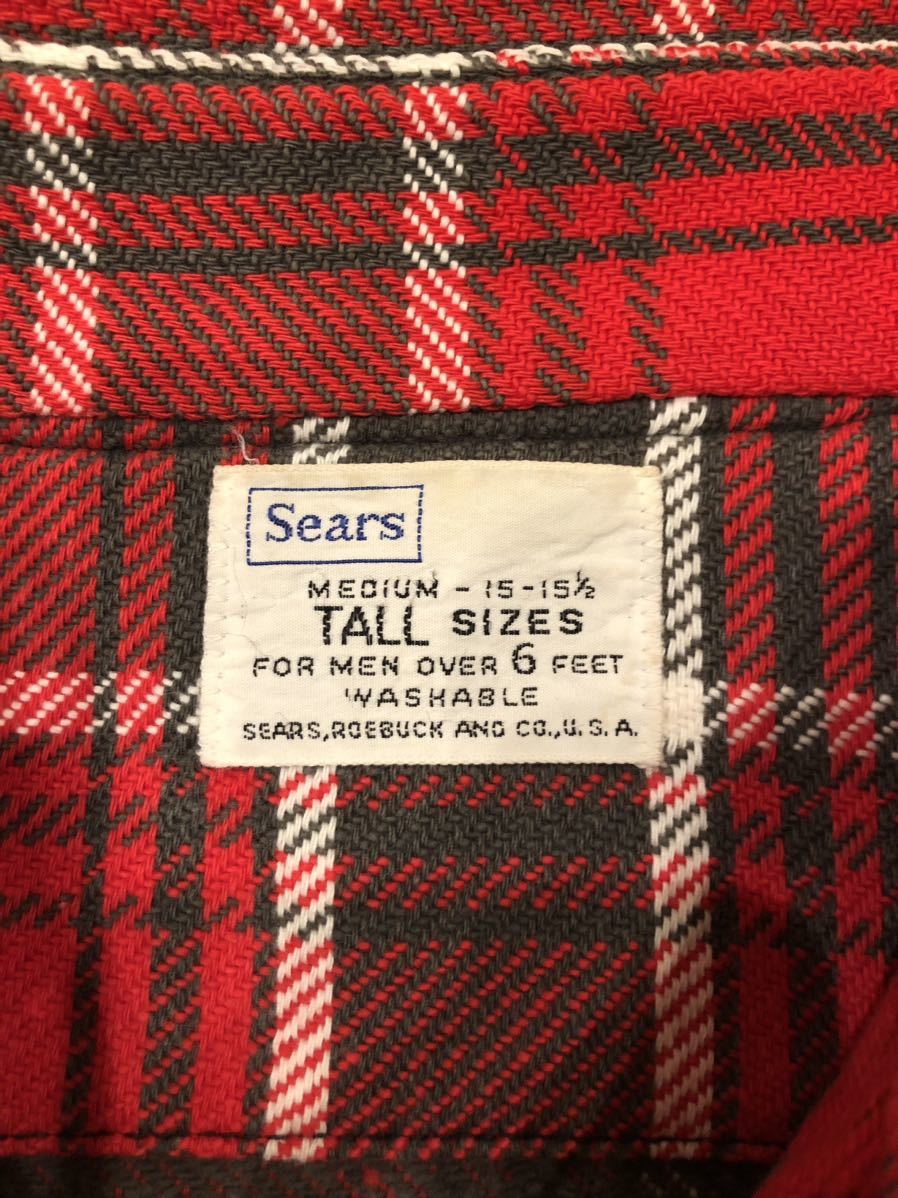 Sears
MEDIUM - 15-15½
TALL SIZES
FOR MEN OVER 6 FEET
WASHABLE
SEARS, ROEBUCK AND CO., U.S.A.